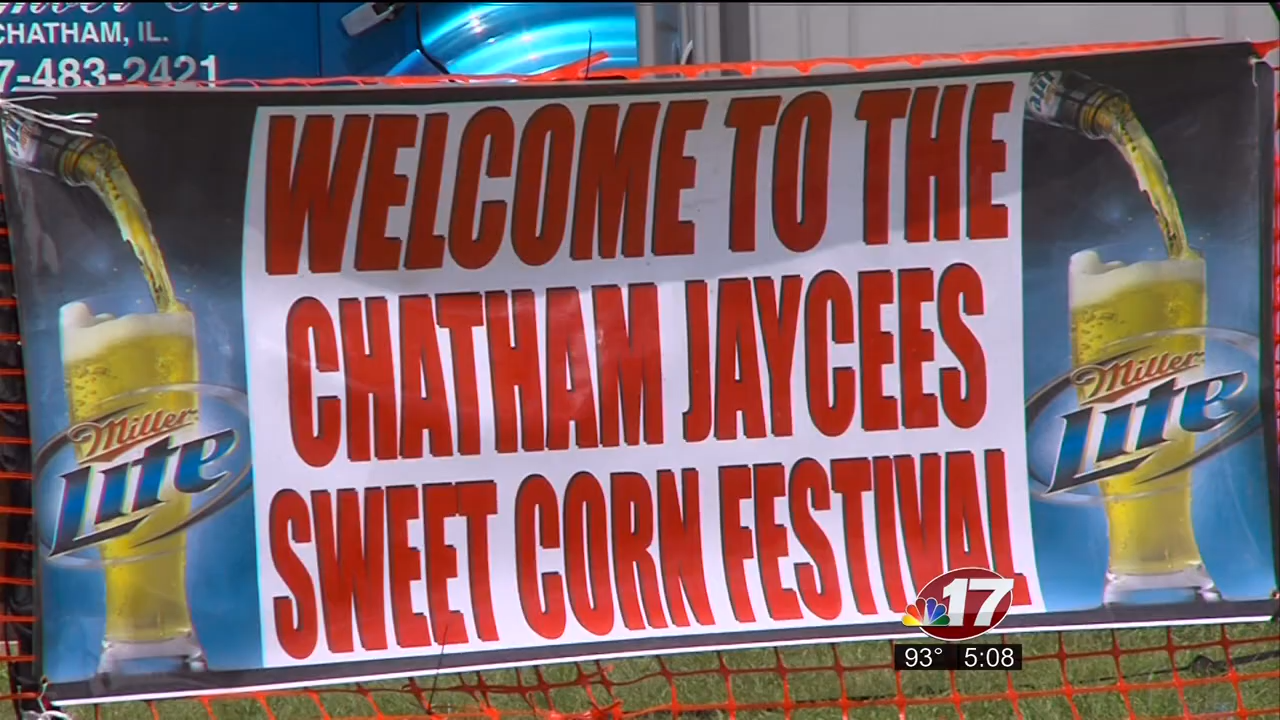 CHATHAM, IL.
7-483-2421
WELCOME TO THE
CHATHAM JAYCEES
SWEET CORN FESTIVAL
Miller
Lite
Miller
Lite
17
93° 5:08